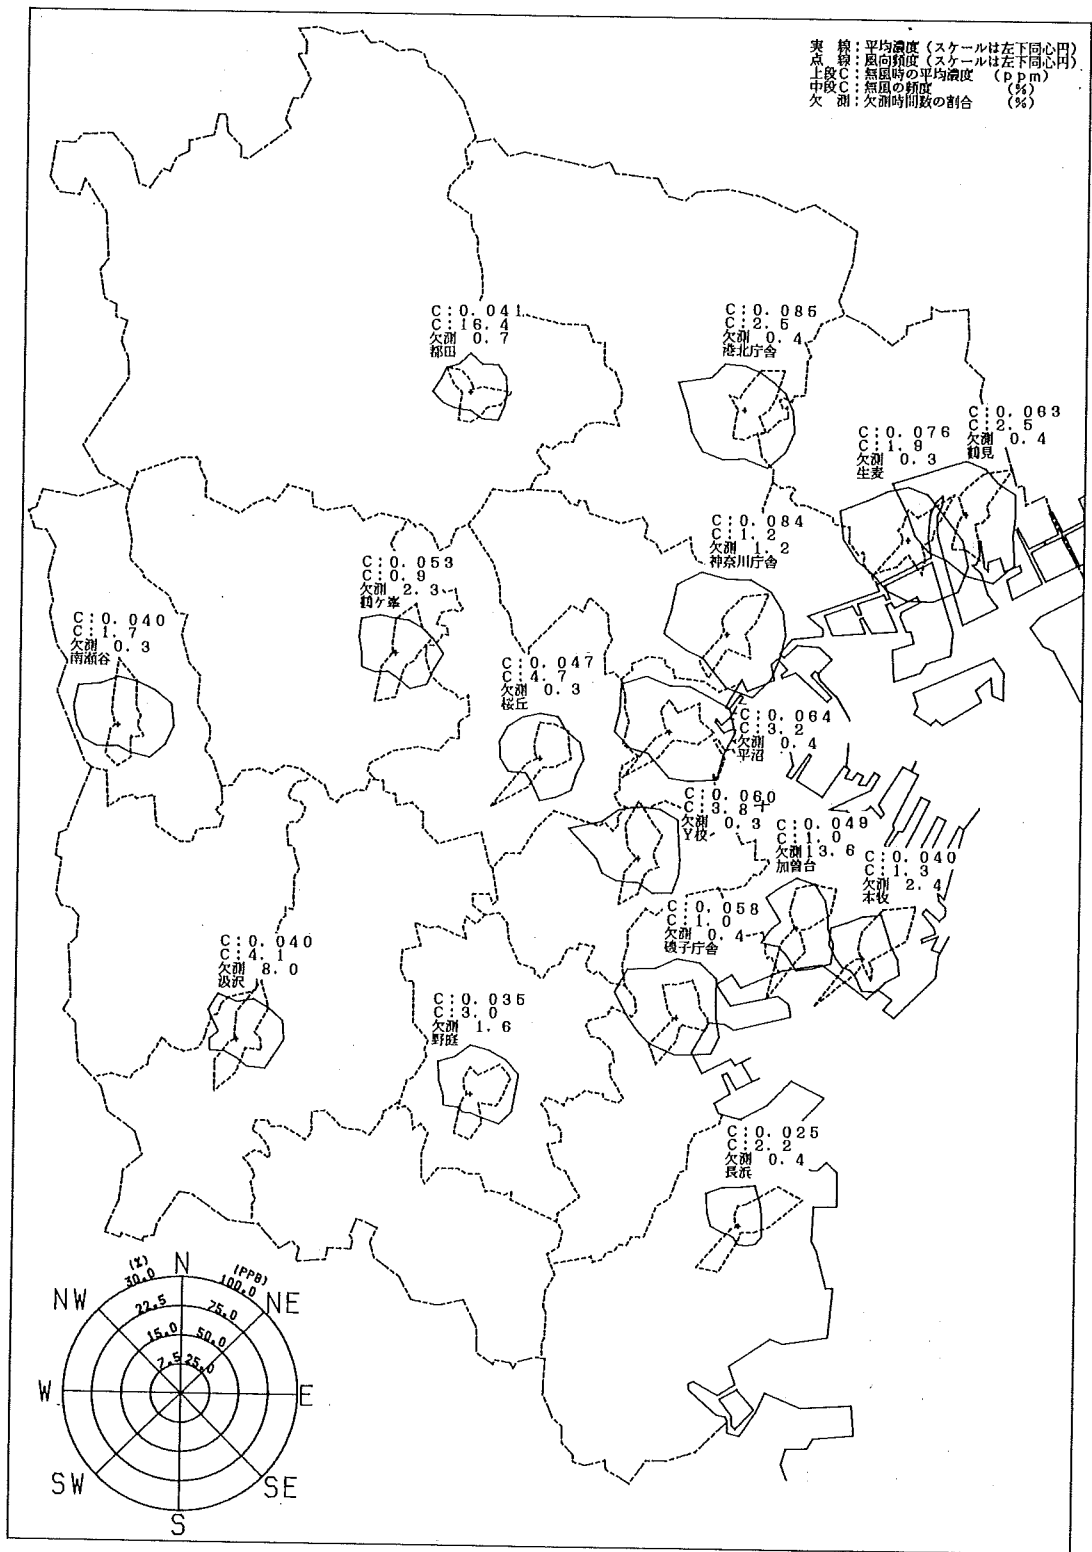 実　線：平均濃度（スケールは左下同心円）
点　線：風向頻度（スケールは左下同心円）
上段C：無風時の平均濃度　（ppm）
中段C：無風の頻度　（%）
欠　測：欠測時間数の割合　（%）
C:0.041
C:16.4
欠測 0.7
都田
C:0.085
C:2.5
欠測 0.4
港北庁舎
C:0.063
C:2.5
欠測 0.4
鶴見
C:0.076
C:1.9
欠測 0.3
生麦
C:0.084
C:1.2
欠測 1.2
神奈川庁舎
C:0.053
C:0.9
欠測 2.3
鶴ケ峯
C:0.040
C:1.7
欠測 0.3
南瀬谷
C:0.047
C:4.7
欠測 0.3
桜丘
C:0.064
C:3.2
欠測 0.4
平沼
C:0.060
C:3.8
欠測 0.3
Y校
C:0.049
C:1.0
欠測13.6
加曽台
C:0.040
C:1.3
欠測 2.4
本牧
C:0.058
C:1.0
欠測 0.4
磯子庁舎
C:0.040
C:4.1
欠測 8.0
汲沢
C:0.035
C:3.0
欠測 1.6
野庭
C:0.025
C:2.2
欠測 0.4
長浜
(%) N (PPB)
30.0 100.0
NW 22.5 75.0 NE
15.0 50.0
7.5 25.0
W E
SW SE
S